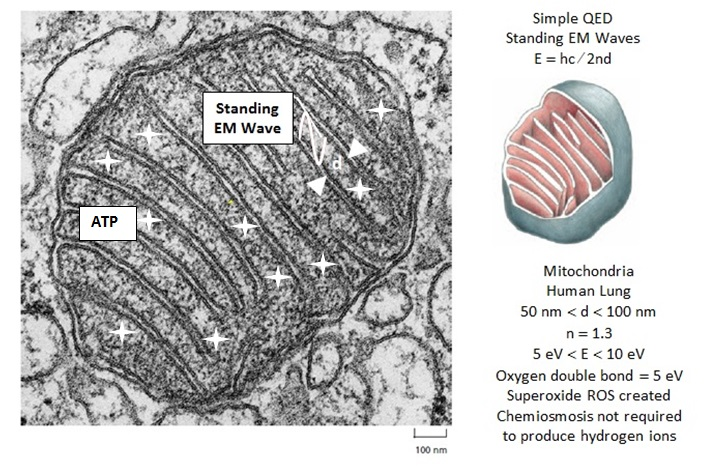 Standing
EM Wave
d
ATP
100 nm
Simple QED
Standing EM Waves
E = hc ⁄ 2nd
Mitochondria
Human Lung
50 nm < d < 100 nm
n = 1.3
5 eV < E < 10 eV
Oxygen double bond = 5 eV
Superoxide ROS created
Chemiosmosis not required
to produce hydrogen ions